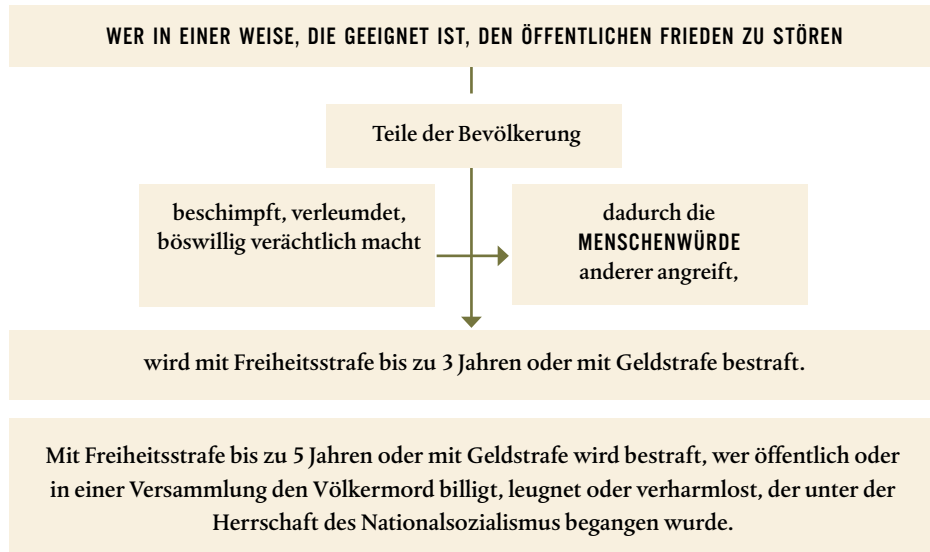 WER IN EINER WEISE, DIE GEEIGNET IST, DEN ÖFFENTLICHEN FRIEDEN ZU STÖREN
Teile der Bevölkerung
beschimpft, verleumdet,
böswillig verächtlich macht
dadurch die
MENSCHENWÜRDE
anderer angreift,
wird mit Freiheitsstrafe bis zu 3 Jahren oder mit Geldstrafe bestraft.
Mit Freiheitsstrafe bis zu 5 Jahren oder mit Geldstrafe wird bestraft, wer öffentlich oder
in einer Versammlung den Völkermord billigt, leugnet oder verharmlost, der unter der
Herrschaft des Nationalsozialismus begangen wurde.